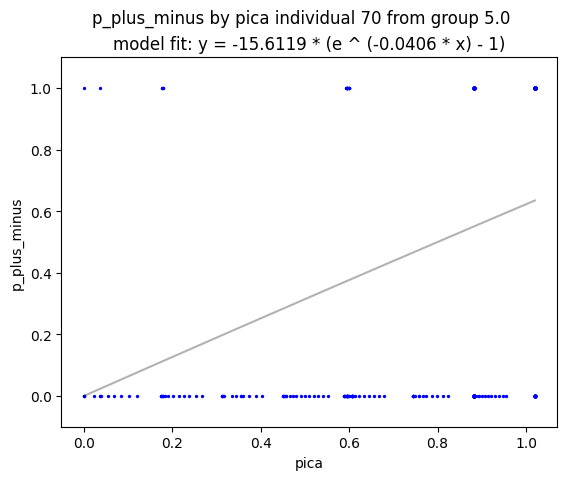 p_plus_minus by pica individual 70 from group 5.0
model fit: y = -15.6119 * (e ^ (-0.0406 * x) - 1)
1.0
0.8
0.6
0.4
0.2
0.0
p_plus_minus
0.0 0.2 0.4 0.6 0.8 1.0
pica